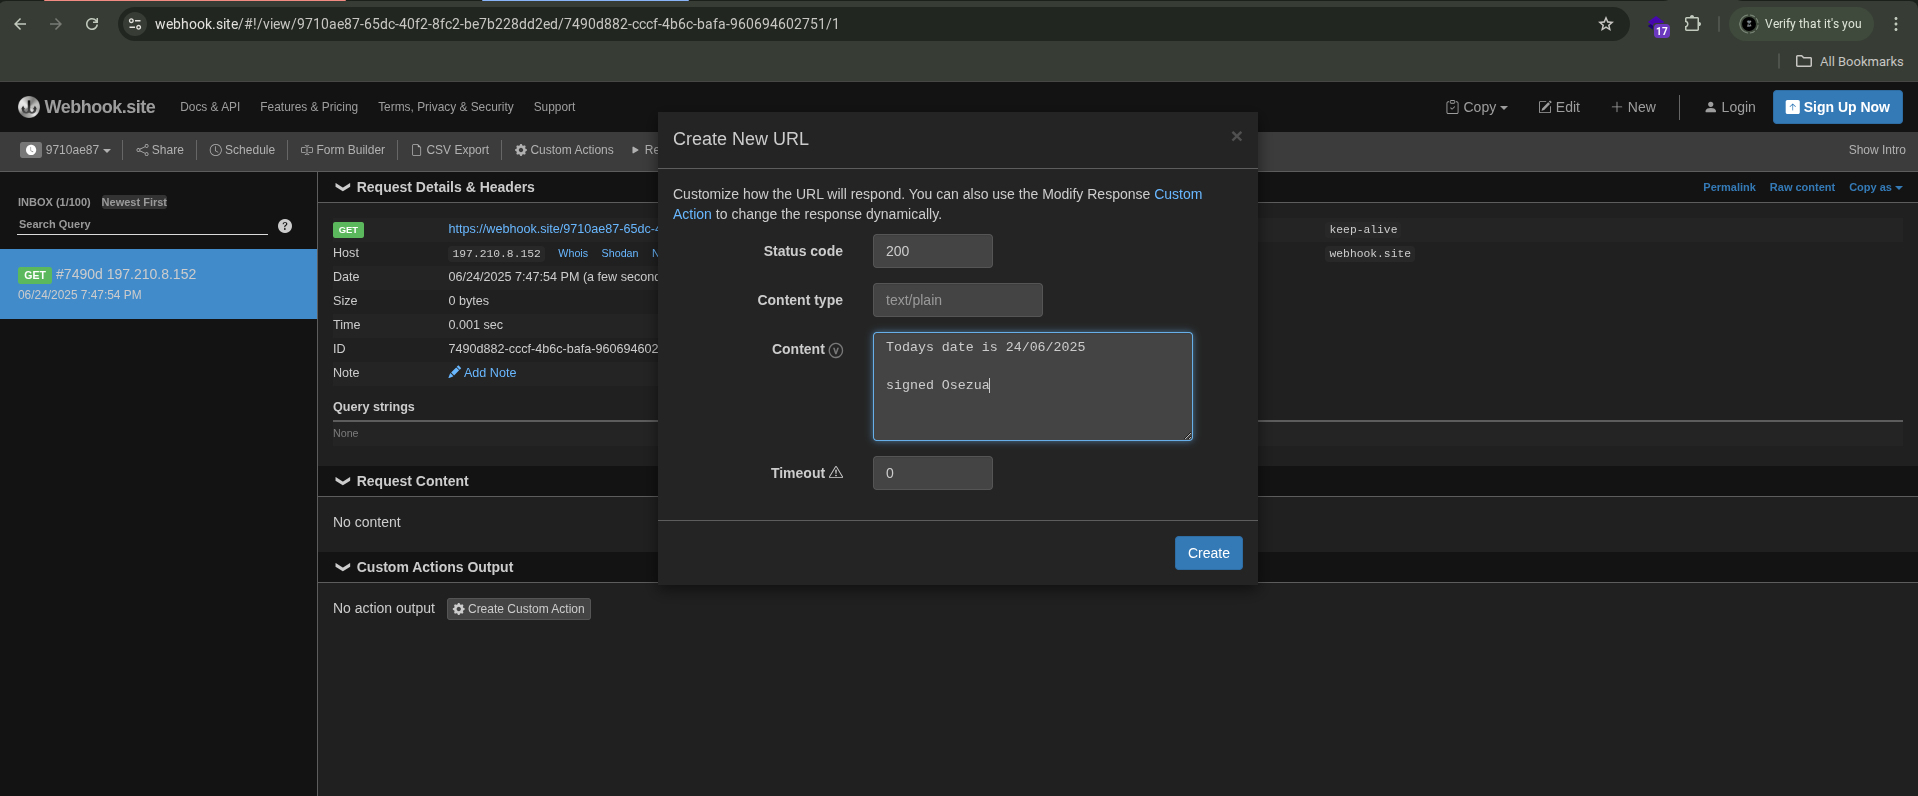 webhook.site/#!/view/9710ae87-65dc-40f2-8fc2-be7b228dd2ed/7490d882-cccf-4b6c-bafa-960694602751/1
17
Verify that it's you
All Bookmarks
Webhook.site
Docs & API
Features & Pricing
Terms, Privacy & Security
Support
Copy
Edit
New
Login
Sign Up Now
9710ae87
Share
Schedule
Form Builder
CSV Export
Custom Actions
Re
Show Intro
INBOX (1/100) Newest First
Search Query
?
GET #7490d 197.210.8.152
06/24/2025 7:47:54 PM
Request Details & Headers
Permalink Raw content Copy as
GET https://webhook.site/9710ae87-65dc-4
Host 197.210.8.152 Whois Shodan N
Date 06/24/2025 7:47:54 PM (a few second
Size 0 bytes
Time 0.001 sec
ID 7490d882-cccf-4b6c-bafa-960694602
Note Add Note
keep-alive
webhook.site
Query strings
None
Request Content
No content
Custom Actions Output
No action output Create Custom Action
Create New URL
×
Customize how the URL will respond. You can also use the Modify Response Custom
Action to change the response dynamically.
Status code 200
Content type text/plain
Content V
Todays date is 24/06/2025
signed Osezua
Timeout 0
Create